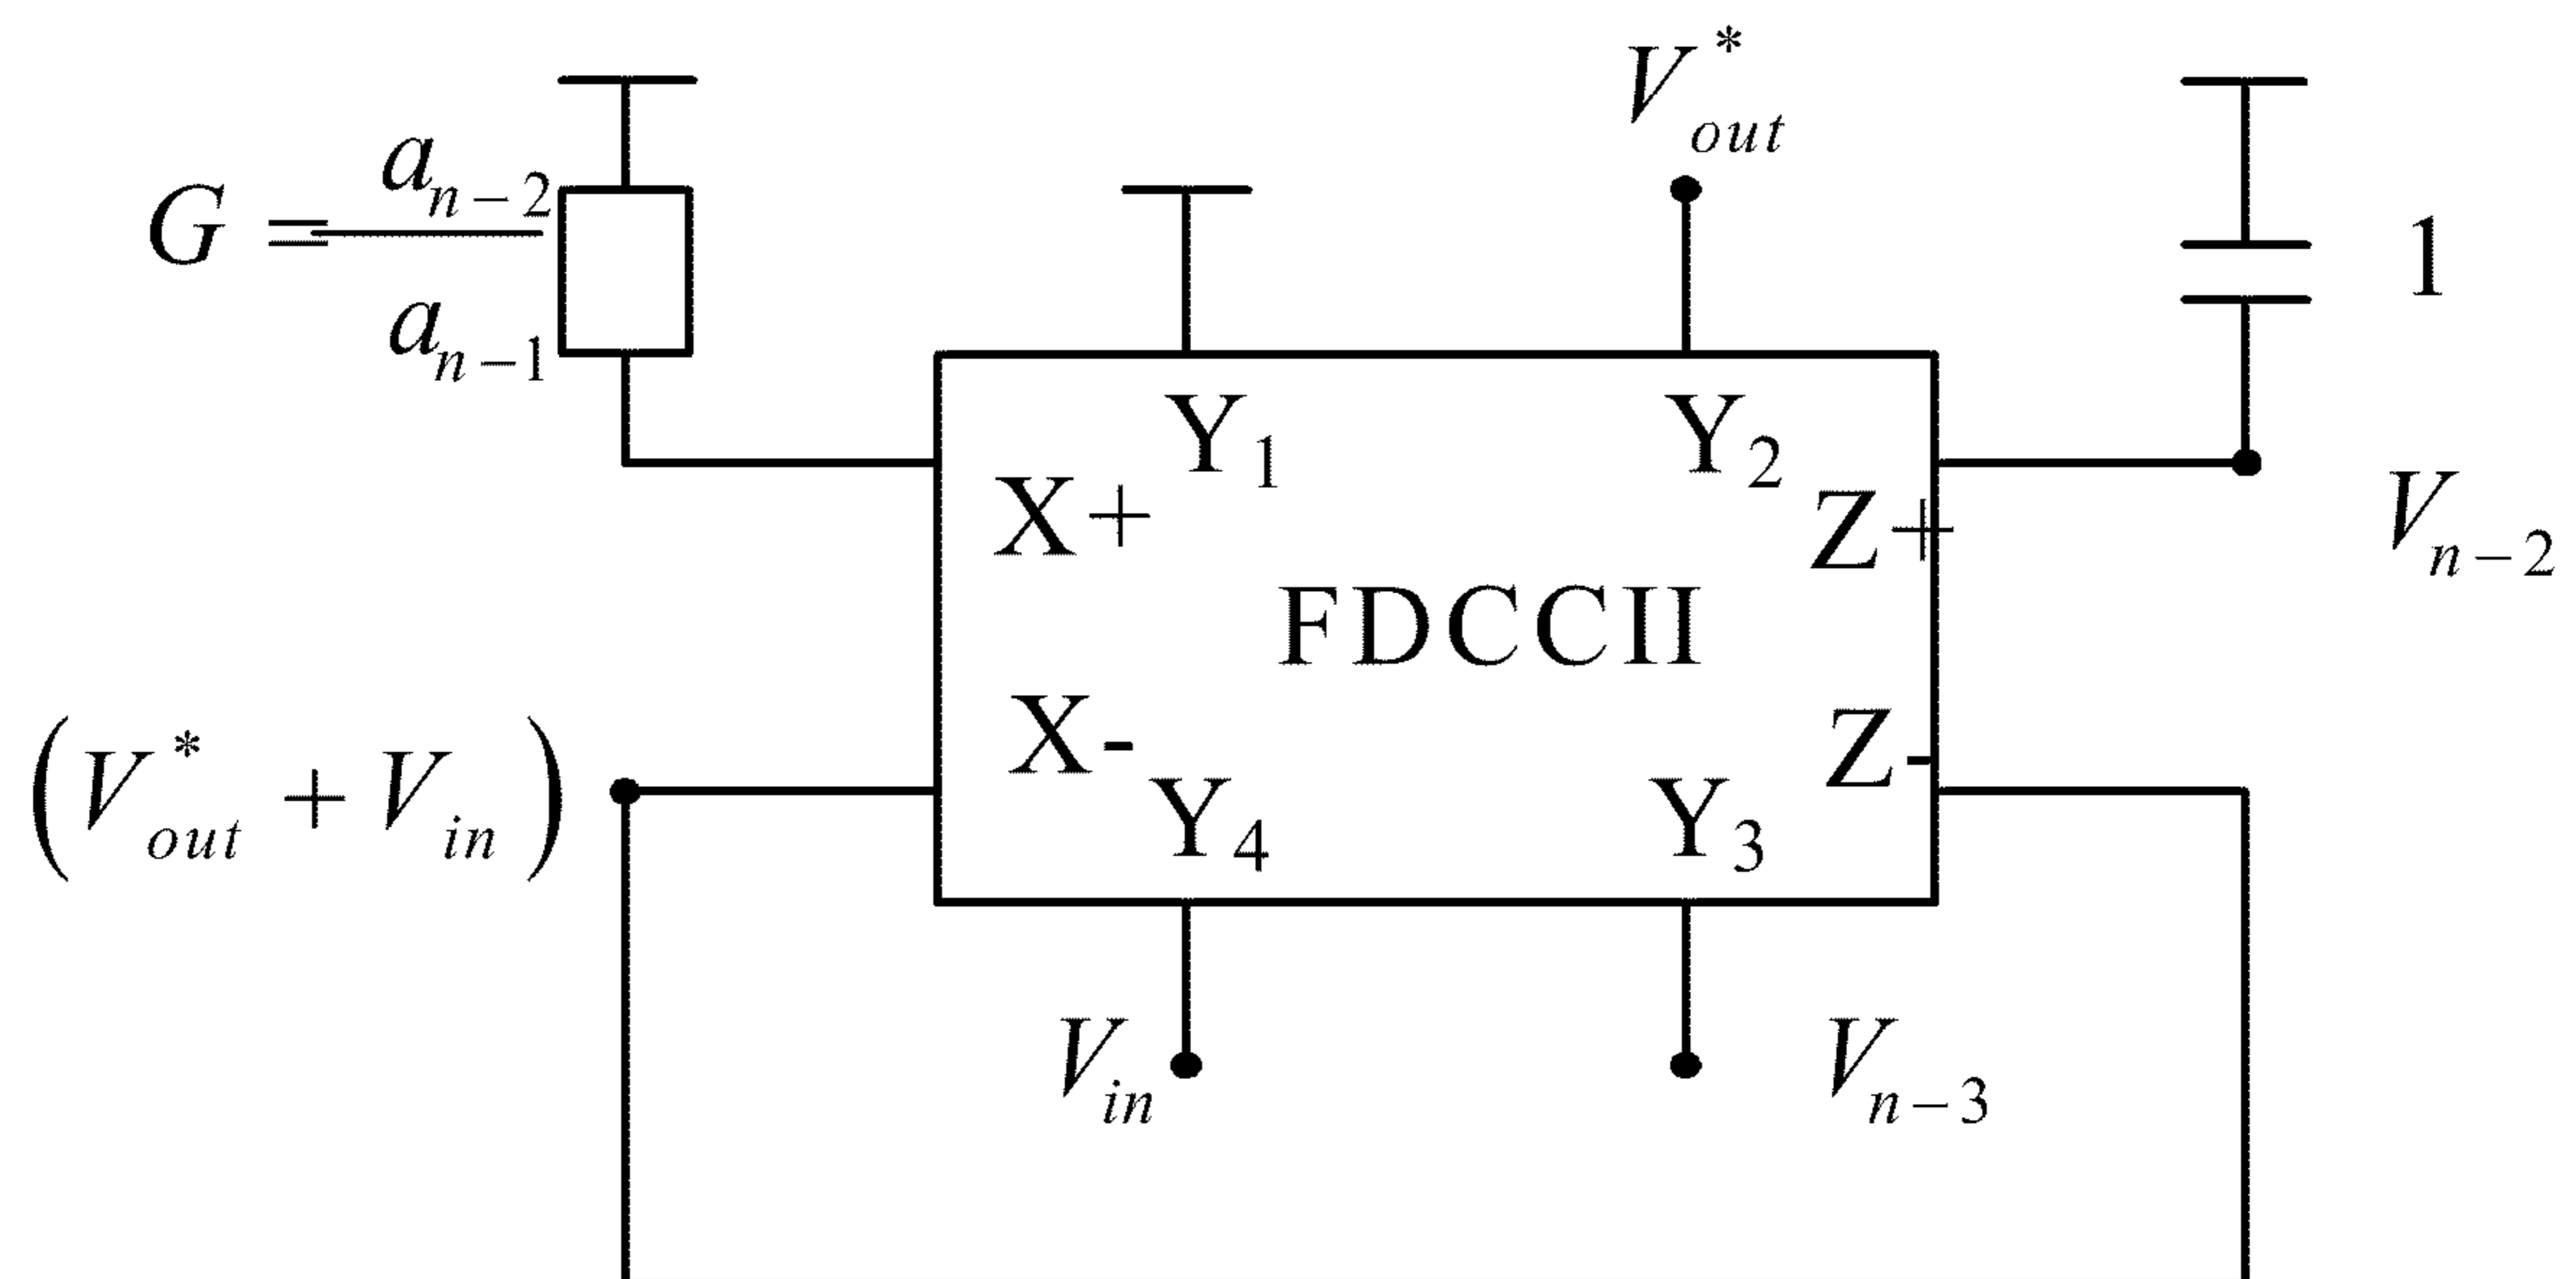 V*out
G = an−2 / an−1
1
Y1 Y2
X+ Z+
Vn−2
FDCCII
X- Z-
(V*out + Vin)
Y4 Y3
Vin Vn−3